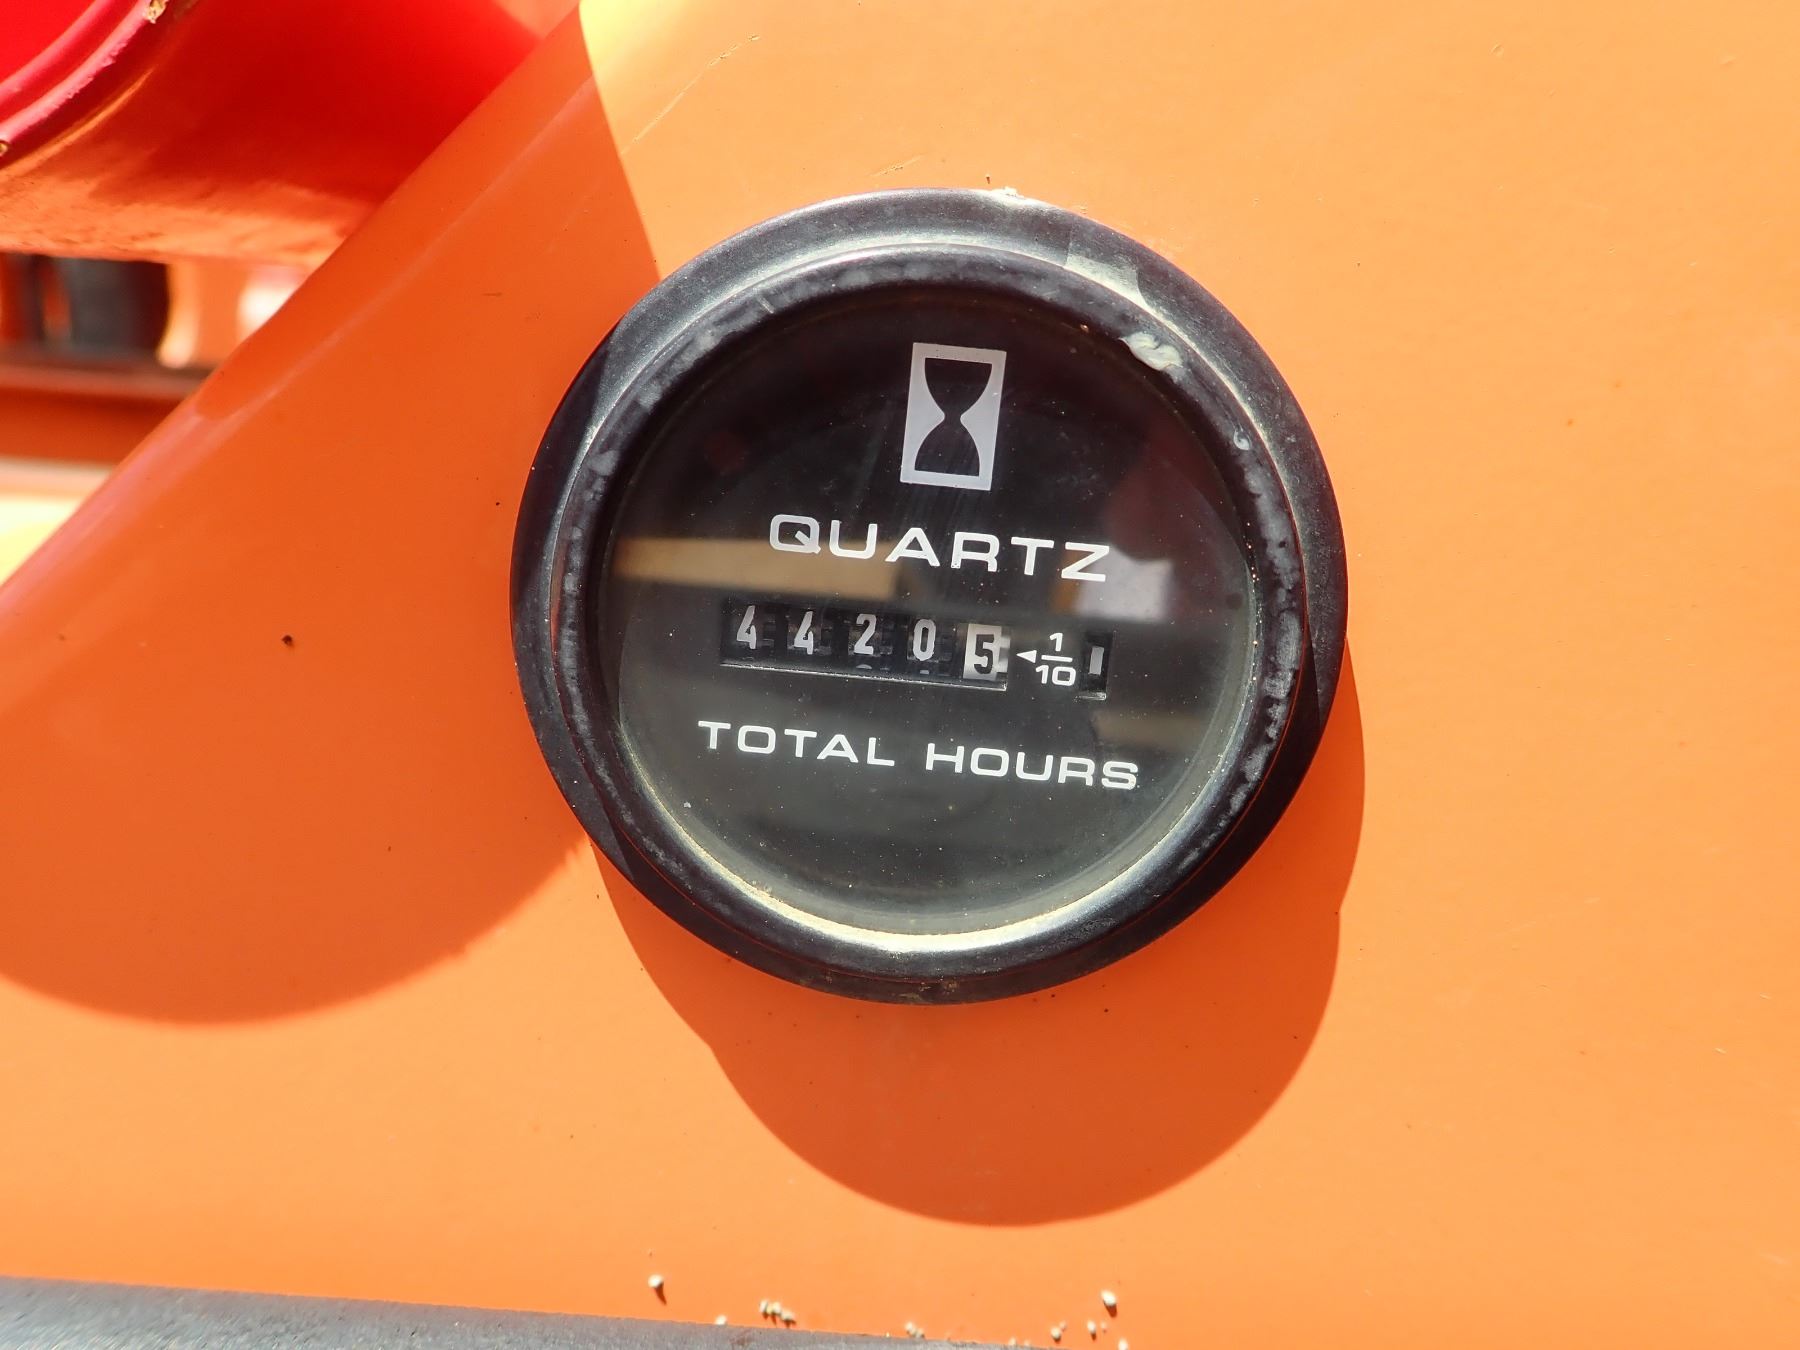 QUARTZ
44205 ◄ 1/10
TOTAL HOURS